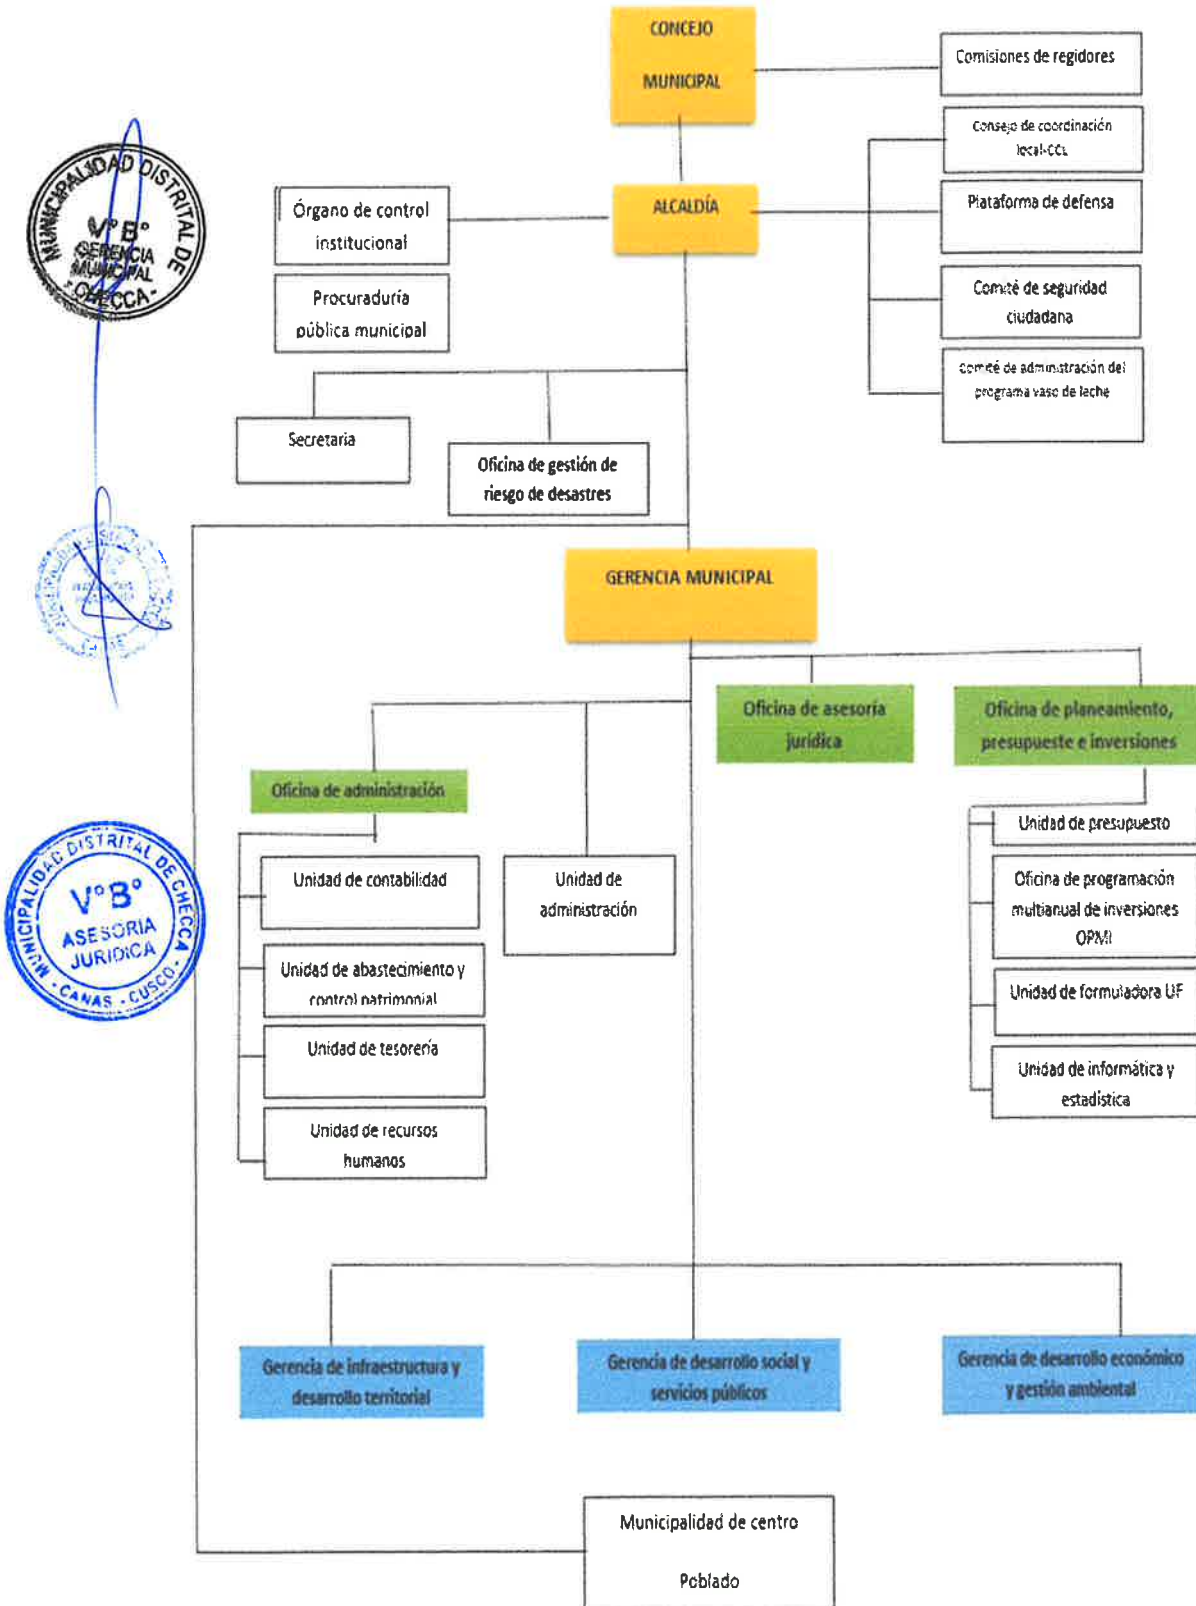 CONCEJO
MUNICIPAL
Comisiones de regidores
Consejo de coordinación
local-CCL
Plataforma de defensa
Comité de seguridad
ciudadana
Comité de administración del
programa vaso de leche
ALCALDÍA
Órgano de control
institucional
Procuraduría
pública municipal
MUNICIPALIDAD DISTRITAL DE
V° B°
GERENCIA
MUNICIPAL
- CHECCA -
Secretaria
Oficina de gestión de
riesgo de desastres
GERENCIA MUNICIPAL
Oficina de asesoría
jurídica
Oficina de planeamiento,
presupueste e inversiones
Oficina de administración
Unidad de contabilidad
Unidad de abastecimiento y
control patrimonial
Unidad de tesorería
Unidad de recursos
humanos
Unidad de
administración
Unidad de presupuesto
Oficina de programación
multianual de inversiones
OPMI
Unidad de formuladora UF
Unidad de informática y
estadística
MUNICIPALIDAD DISTRITAL DE CHECCA
V° B°
ASESORIA
JURIDICA
- CANAS - CUSCO -
Gerencia de infraestructura y
desarrollo territorial
Gerencia de desarrollo social y
servicios públicos
Gerencia de desarrollo económico
y gestión ambiental
Municipalidad de centro
Poblado